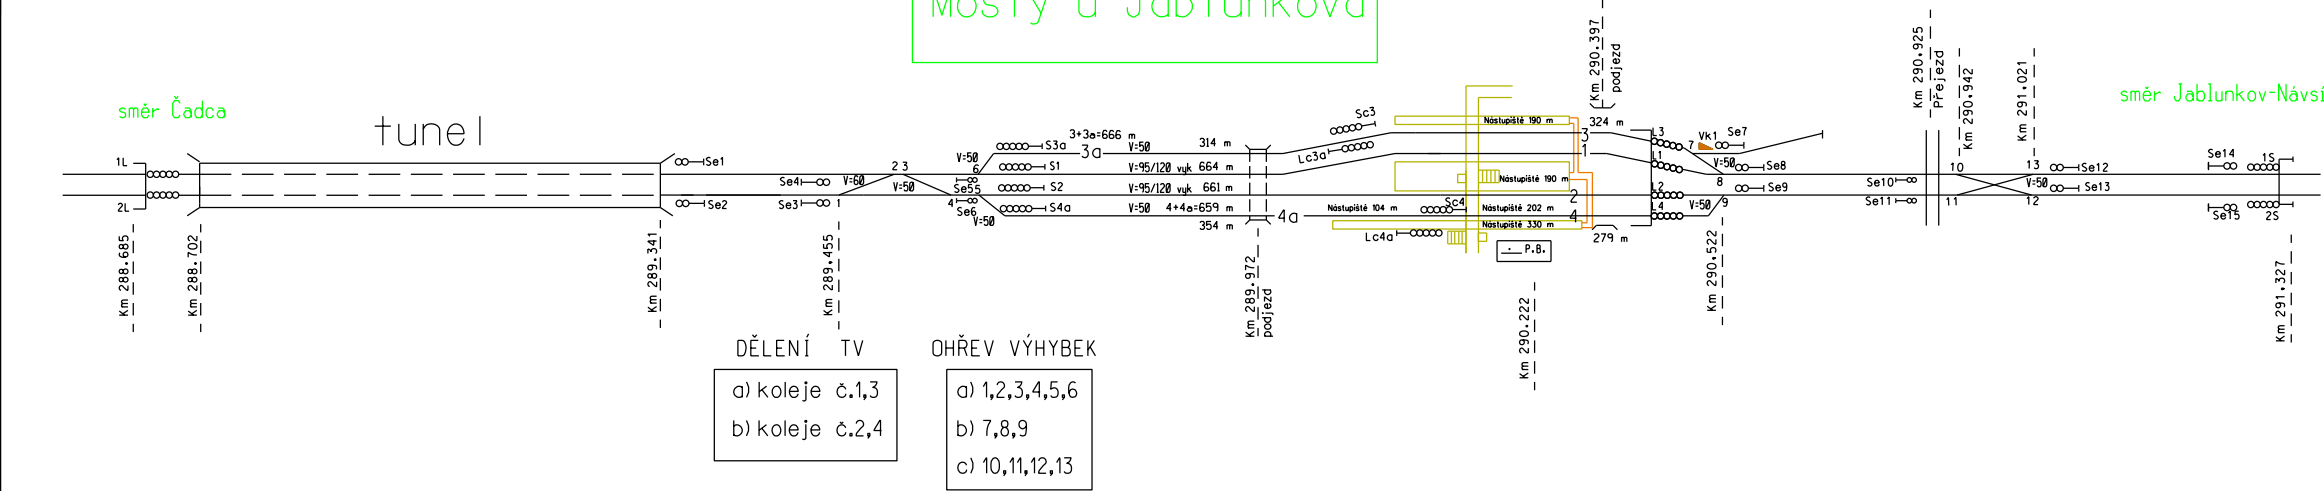 Mosty u Jablunkova
směr Čadca
tunel
směr Jablunkov-Návsí
1L
2L
Km 288.685
Km 288.702
Km 289.341
Se1
Se2
Se4
Se3
V=60
1
Km 289.455
2 3
V=50
V=50
6
Se55
4
Se6
V=50
S3a
S1
S2
S4a
3+3a=666 m
V=50
3a
314 m
V=95/120 vyk 664 m
V=95/120 vyk 661 m
V=50
4+4a=659 m
354 m
4a
Km 289.972
podjezd
Sc3
Lc3a
Nástupiště 190 m
Nástupiště 190 m
Nástupiště 104 m
Sc4
Nástupiště 202 m
Nástupiště 330 m
Lc4a
P.B.
Km 290.222
Km 290.397
podjezd
324 m
3
1
2
4
279 m
L3
L1
L2
L4
7
Vk1
Se7
V=50
Se8
8
Se9
V=50
9
Km 290.522
Km 290.925
Přejezd
Km 290.942
Km 291.021
Se10
Se11
10
11
13
V=50
12
Se12
Se13
Se14
Se15
1S
2S
Km 291.327
DĚLENÍ TV
a) koleje č.1,3
b) koleje č.2,4
OHŘEV VÝHYBEK
a) 1,2,3,4,5,6
b) 7,8,9
c) 10,11,12,13